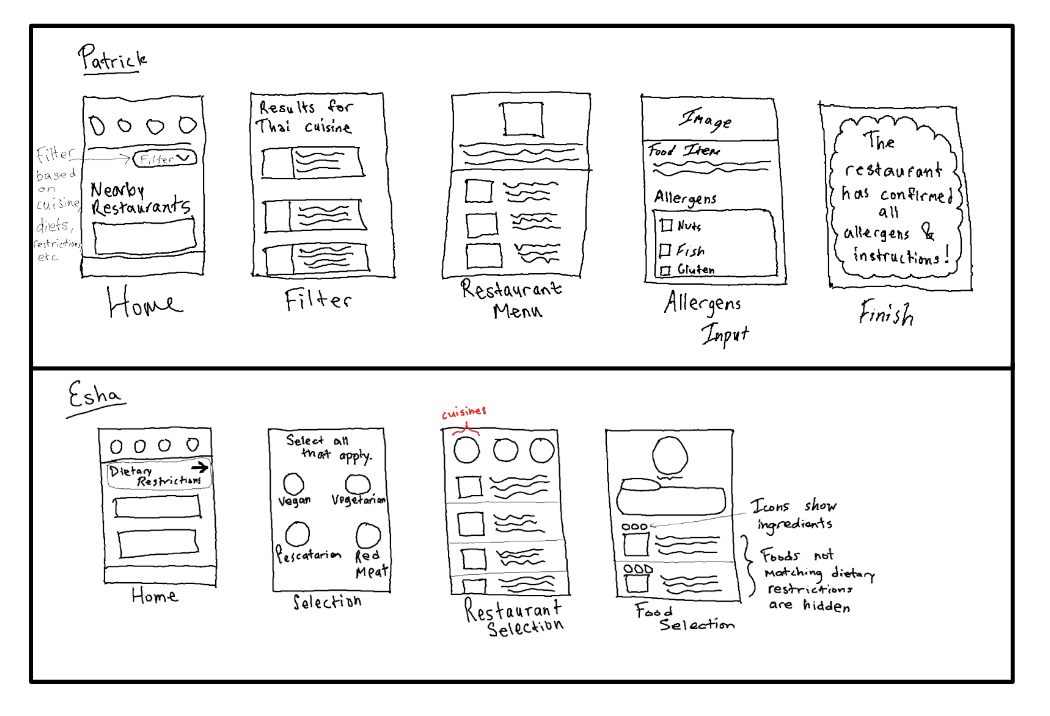 Patrick
Filter
based
on
cuisine,
diets,
restrictions,
etc
Filter
Nearby
Restaurants
Home
Results for
Thai cuisine
Filter
Restaurant
Menu
Image
Food Item
Allergens
Nuts
Fish
Gluten
Allergens
Input
The
restaurant
has confirmed
all
allergens &
instructions!
Finish
Esha
Dietary
Restrictions
Home
Select all
that apply.
Vegan
Vegetarian
Pescatarian
Red
Meat
Selection
cuisines
Restaurant
Selection
Icons show
ingredients
Foods not
matching dietary
restrictions
are hidden
Food
Selection